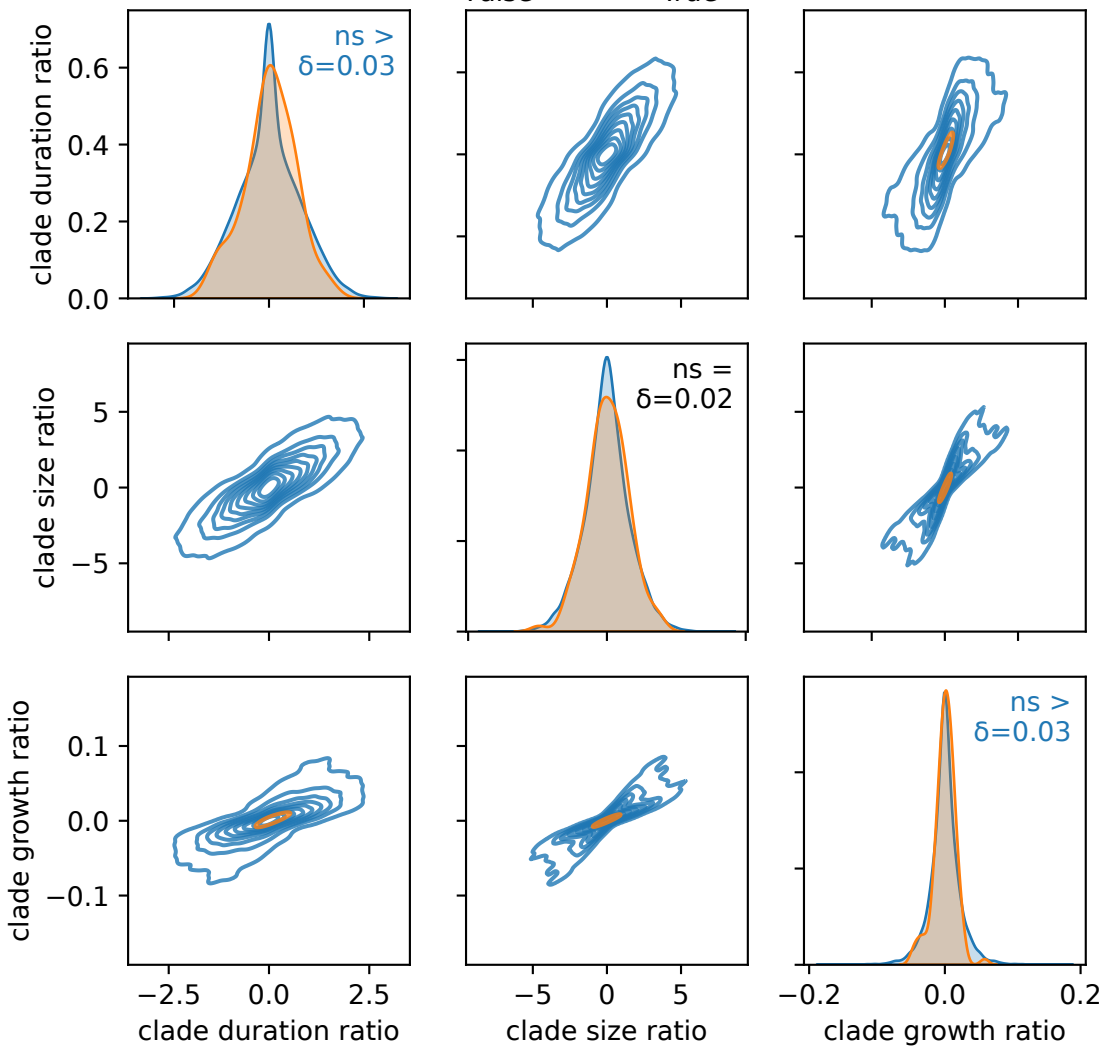 clade duration ratio
0.6
0.4
0.2
0.0
ns >
δ=0.03
clade size ratio
5
0
−5
ns =
δ=0.02
clade growth ratio
0.1
0.0
−0.1
ns >
δ=0.03
−2.5
0.0
2.5
−5
0
5
−0.2
0.0
0.2
clade duration ratio
clade size ratio
clade growth ratio